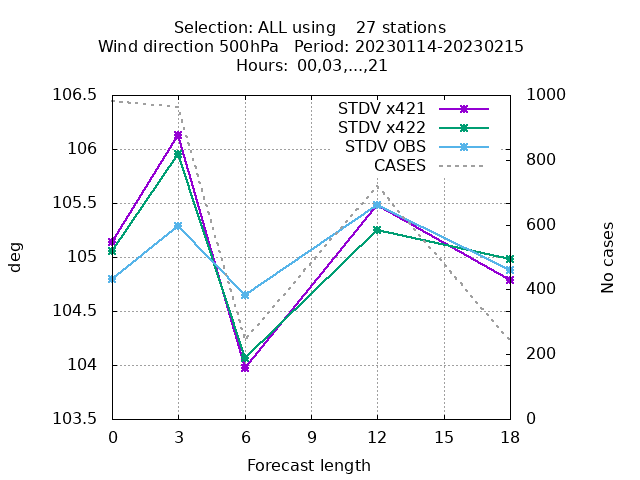 Selection: ALL using    27 stations
Wind direction 500hPa   Period: 20230114-20230215
Hours: 00,03,...,21
STDV x421
STDV x422
STDV OBS
CASES
106.5
106
105.5
105
104.5
104
103.5
1000
800
600
400
200
0
deg
No cases
0 3 6 9 12 15 18
Forecast length